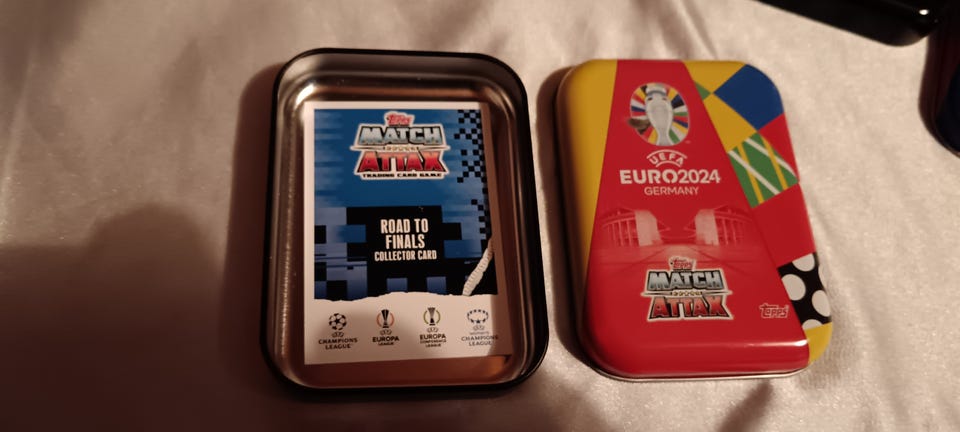 Topps
MATCH
ATTAX
TRADING CARD GAME
ROAD TO
FINALS
COLLECTOR CARD
CHAMPIONS
LEAGUE
EUROPA
LEAGUE
EUROPA
CONFERENCE
LEAGUE
WOMEN'S
CHAMPIONS
LEAGUE
UEFA
EURO2024
GERMANY
Topps
MATCH
ATTAX
Topps